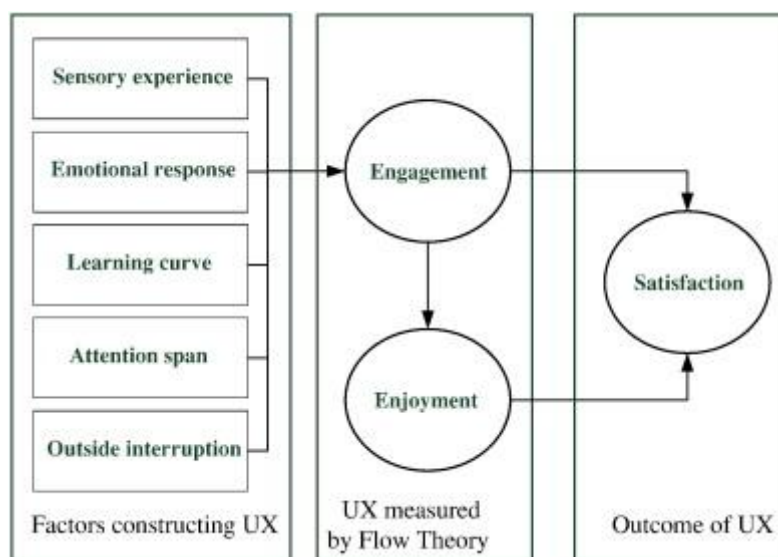 Sensory experience
Emotional response
Learning curve
Attention span
Outside interruption
Factors constructing UX
Engagement
Enjoyment
UX measured
by Flow Theory
Satisfaction
Outcome of UX